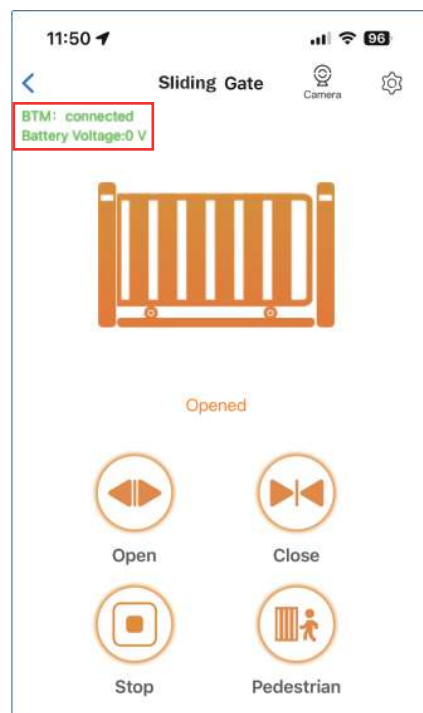 11:50
96
Sliding Gate
Camera
BTM: connected
Battery Voltage:0 V
Opened
Open
Close
Stop
Pedestrian